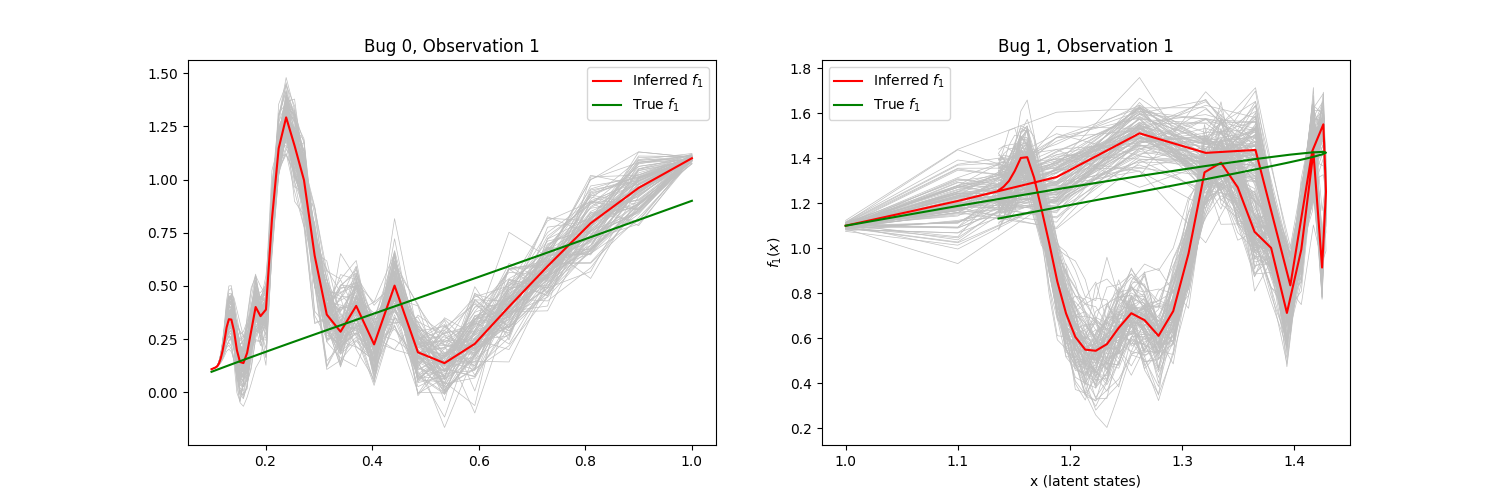 Bug 0, Observation 1
Inferred f₁
True f₁
1.50
1.25
1.00
0.75
0.50
0.25
0.00
0.2 0.4 0.6 0.8 1.0
Bug 1, Observation 1
Inferred f₁
True f₁
f₁(x)
1.8
1.6
1.4
1.2
1.0
0.8
0.6
0.4
0.2
1.0 1.1 1.2 1.3 1.4
x (latent states)